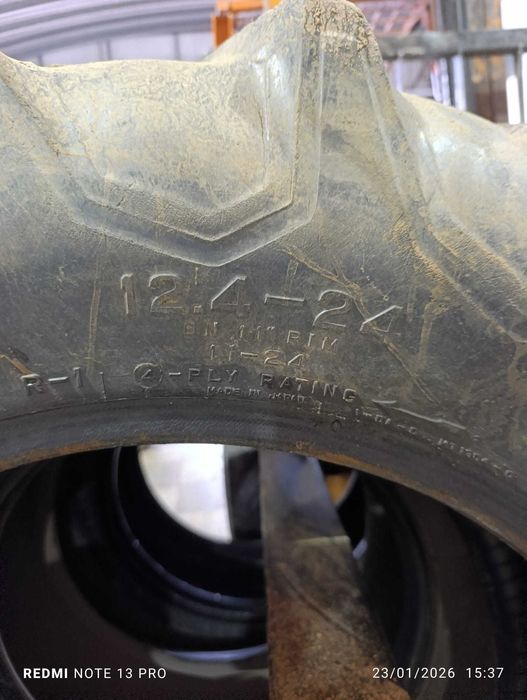 12.4-24
ON 11" RIM
11-24
R-1 4-PLY RATING
MADE IN JAPAN
REDMI NOTE 13 PRO
23/01/2026 15:37